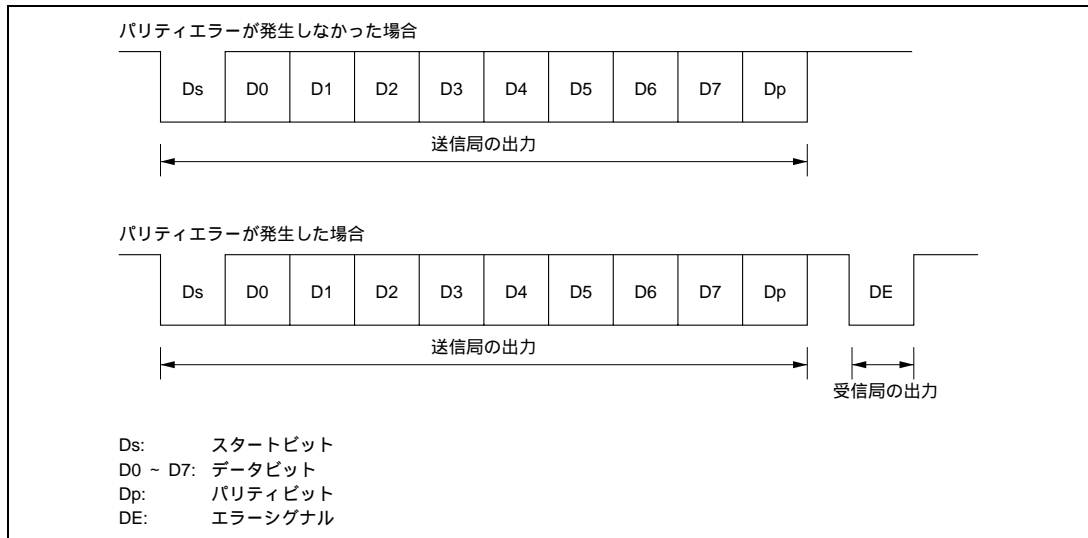 パリティエラーが発生しなかった場合
Ds D0 D1 D2 D3 D4 D5 D6 D7 Dp
送信局の出力
パリティエラーが発生した場合
Ds D0 D1 D2 D3 D4 D5 D6 D7 Dp DE
送信局の出力
受信局の出力
Ds: スタートビット
D0 ~ D7: データビット
Dp: パリティビット
DE: エラーシグナル